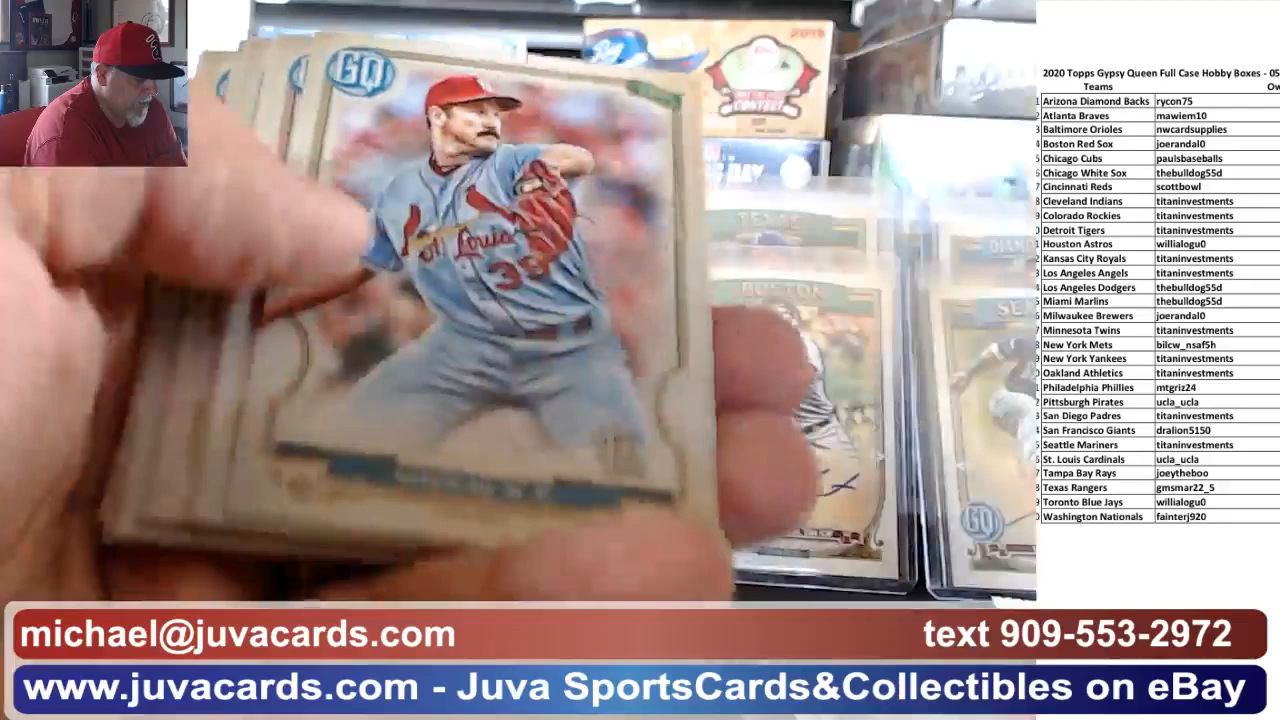 GQ
St Louis
39
CONTEST
2020 Topps Gypsy Queen Full Case Hobby Boxes - 05
Teams Ow
Arizona Diamond Backs rycon75
Atlanta Braves mawiem10
Baltimore Orioles nwcardsupplies
Boston Red Sox joerandal0
Chicago Cubs paulsbaseballs
Chicago White Sox thebulldog55d
Cincinnati Reds scottbowl
Cleveland Indians titaninvestments
Colorado Rockies titaninvestments
Detroit Tigers titaninvestments
Houston Astros willialogu0
Kansas City Royals titaninvestments
Los Angeles Angels titaninvestments
Los Angeles Dodgers thebulldog55d
Miami Marlins thebulldog55d
Milwaukee Brewers joerandal0
Minnesota Twins titaninvestments
New York Mets bilcw_nsaf5h
New York Yankees titaninvestments
Oakland Athletics titaninvestments
Philadelphia Phillies mtgriz24
Pittsburgh Pirates ucla_ucla
San Diego Padres titaninvestments
San Francisco Giants dralion5150
Seattle Mariners titaninvestments
St. Louis Cardinals ucla_ucla
Tampa Bay Rays joeytheboo
Texas Rangers gmsmar22_5
Toronto Blue Jays willialogu0
Washington Nationals fainterj920
GQ
michael@juvacards.com text 909-553-2972
www.juvacards.com - Juva SportsCards&Collectibles on eBay